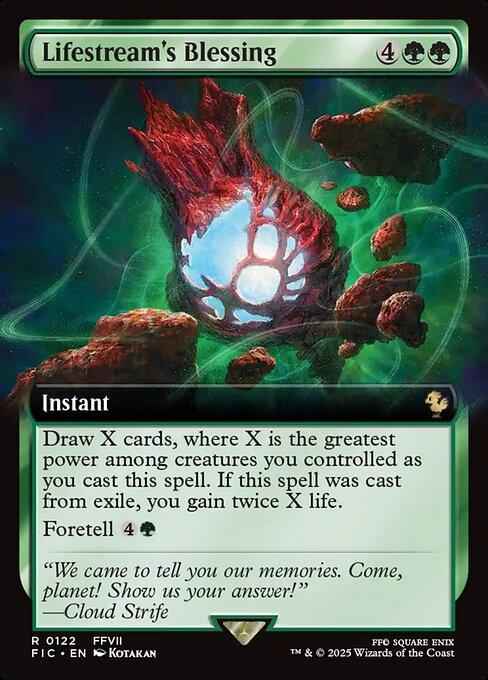 Lifestream's Blessing 4
Instant
Draw X cards, where X is the greatest
power among creatures you controlled as
you cast this spell. If this spell was cast
from exile, you gain twice X life.
Foretell 4
“We came to tell you our memories. Come,
planet! Show us your answer!”
—Cloud Strife
R 0122 FFVII
FIC • EN KOTAKAN
FF© SQUARE ENIX
™ & © 2025 Wizards of the Coast